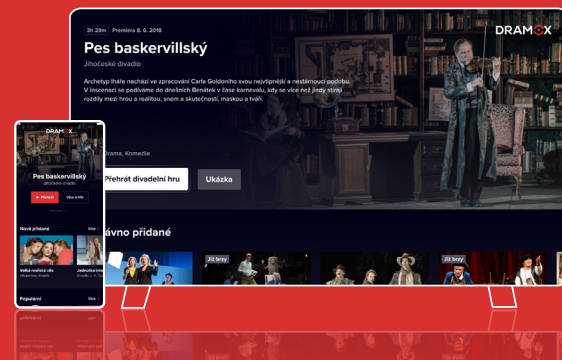 DRAMOX
2h 29m Premiéra 8. 6. 2018
Pes baskervillský
Jihočeské divadlo
Archetyp lháře nachází ve zpracování Carla Goldoniho svou nejvtipnější a nestárnoucí podobu.
V inscenaci se podíváme do dnešních Benátek v čase karnevalu, kdy se více než jindy stírají
rozdíly mezi hrou a realitou, snem a skutečností, maskou a tváří.
Drama, Komedie
Přehrát divadelní hru
Ukázka
ávno přidané
Již brzy
Již brzy
DRAMOX
Pes baskervillský
Jihočeské divadlo
Přehrát
Více o hře
Nově přidané
Více
Velká mořská víla
Jednotka inten
Populární
Více